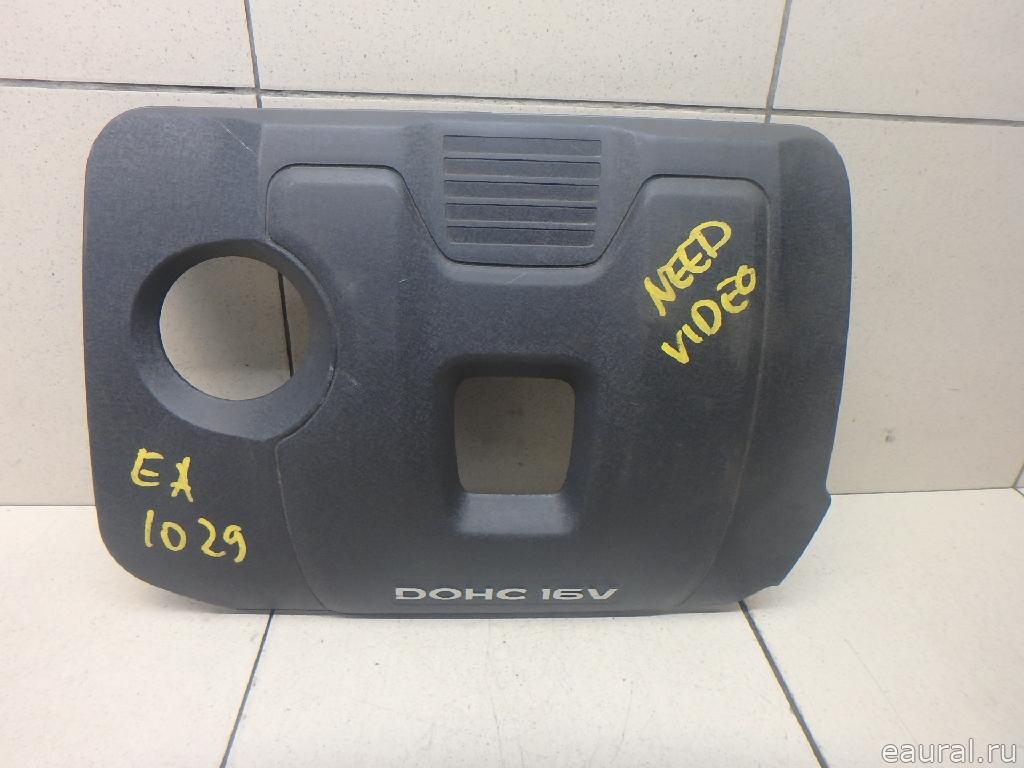 NEED
VIDEO
EA
1029
DOHC 16V
eaural.ru